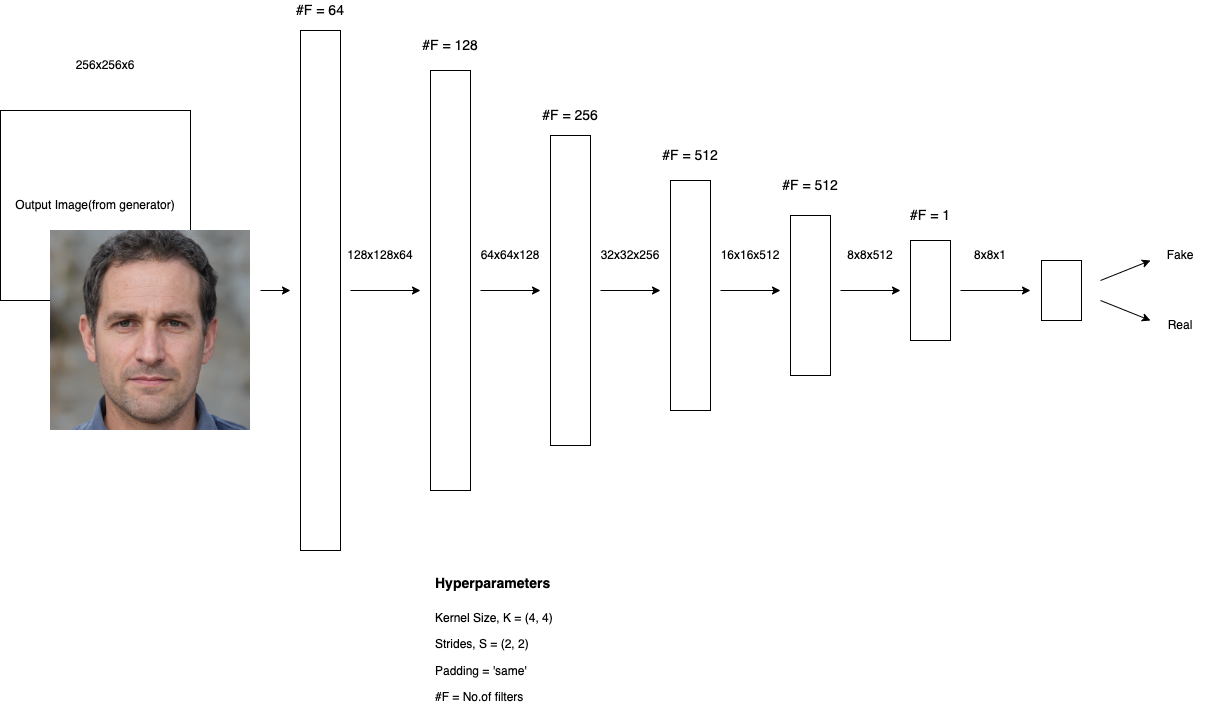 #F = 64
#F = 128
256x256x6
#F = 256
#F = 512
#F = 512
Output Image(from generator)
#F = 1
128x128x64
64x64x128
32x32x256
16x16x512
8x8x512
8x8x1
Fake
Real
Hyperparameters
Kernel Size, K = (4, 4)
Strides, S = (2, 2)
Padding = 'same'
#F = No.of filters